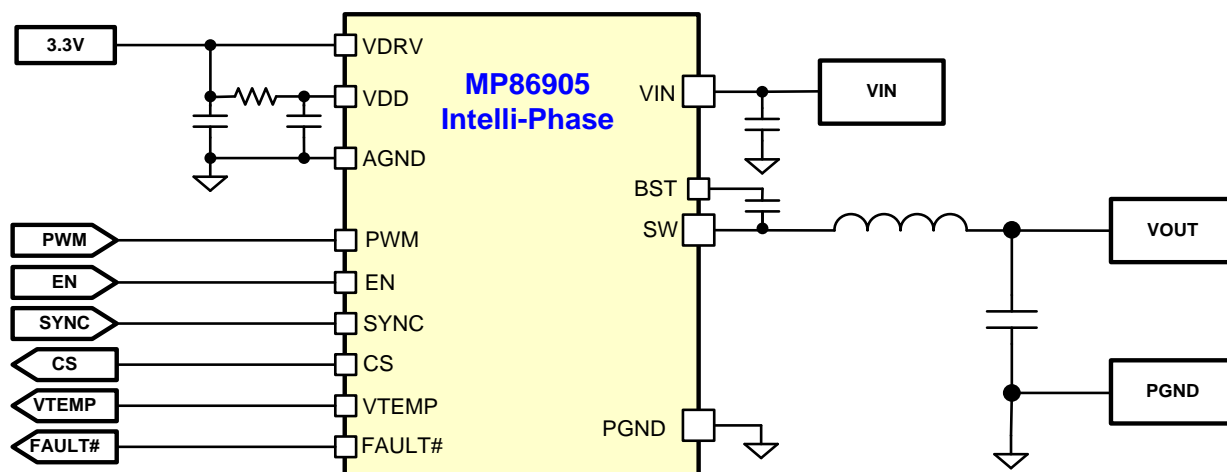 3.3V
VDRV
VDD
AGND
MP86905
Intelli-Phase
VIN
VIN
BST
SW
VOUT
PWM
PWM
EN
EN
SYNC
SYNC
CS
CS
VTEMP
VTEMP
FAULT#
FAULT#
PGND
PGND